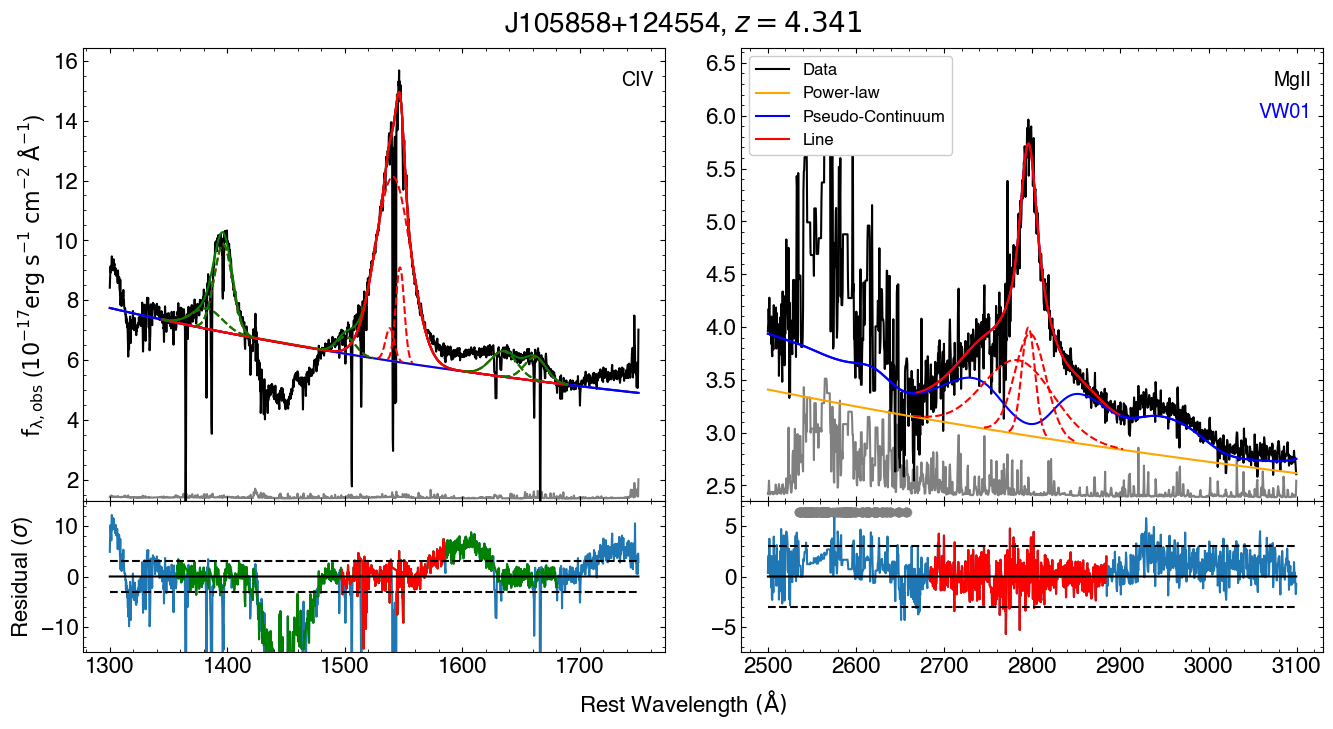 J105858+124554, z = 4.341
CIV
MgII
VW01
Data
Power-law
Pseudo-Continuum
Line
f_{λ,obs} (10^{−17}erg s^{−1} cm^{−2} Å^{−1})
16
14
12
10
8
6
4
2
6.5
6.0
5.5
5.0
4.5
4.0
3.5
3.0
2.5
Residual (σ)
10
0
−10
5
0
−5
1300 1400 1500 1600 1700
2500 2600 2700 2800 2900 3000 3100
Rest Wavelength (Å)